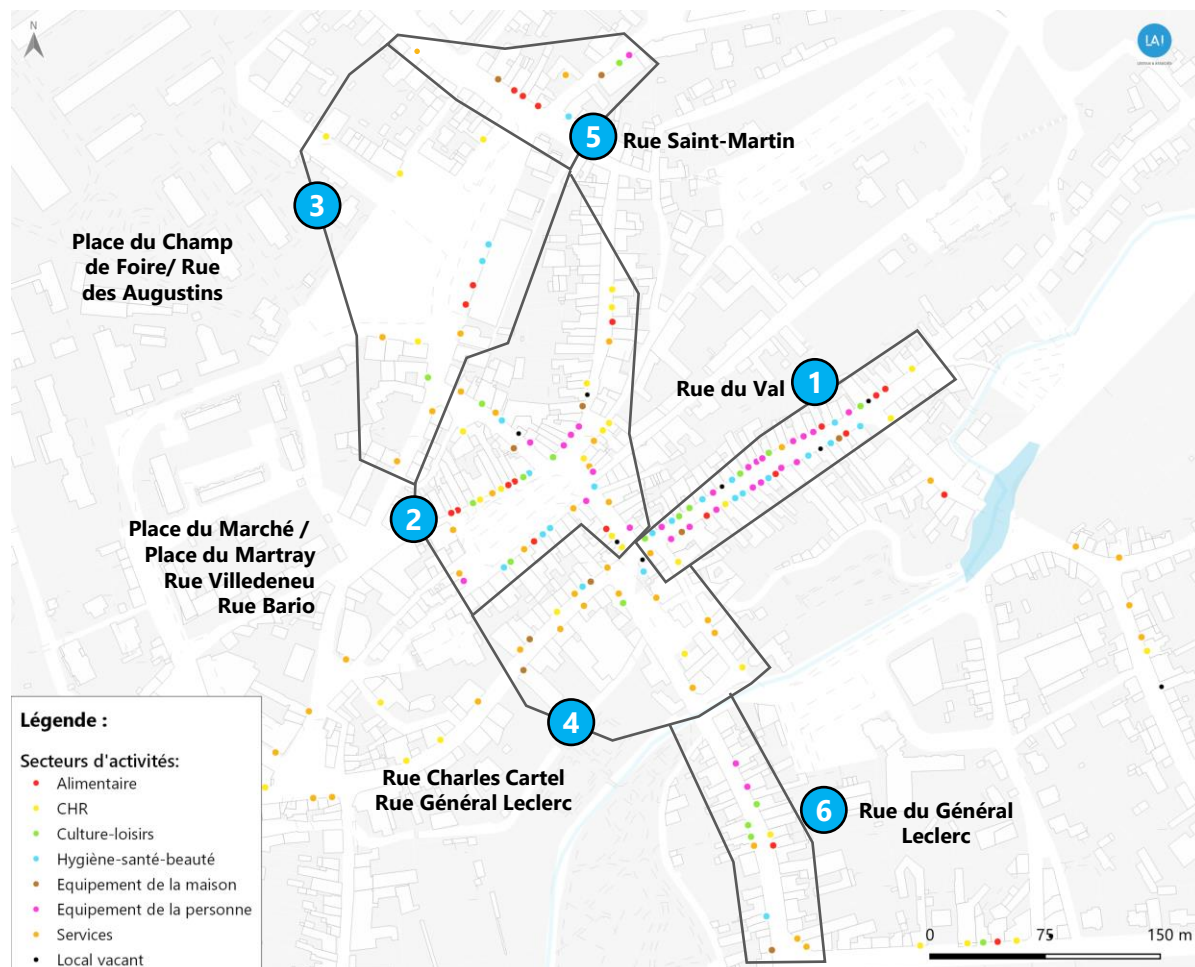 N
LA!
5
Rue Saint-Martin
3
Place du Champ
de Foire/ Rue
des Augustins
1
Rue du Val
2
Place du Marché /
Place du Martray
Rue Villedeneu
Rue Bario
4
Rue Charles Cartel
Rue Général Leclerc
6
Rue du Général
Leclerc
Légende :
Secteurs d'activités:
Alimentaire
CHR
Culture-loisirs
Hygiène-santé-beauté
Equipement de la maison
Equipement de la personne
Services
Local vacant
0 75 150 m